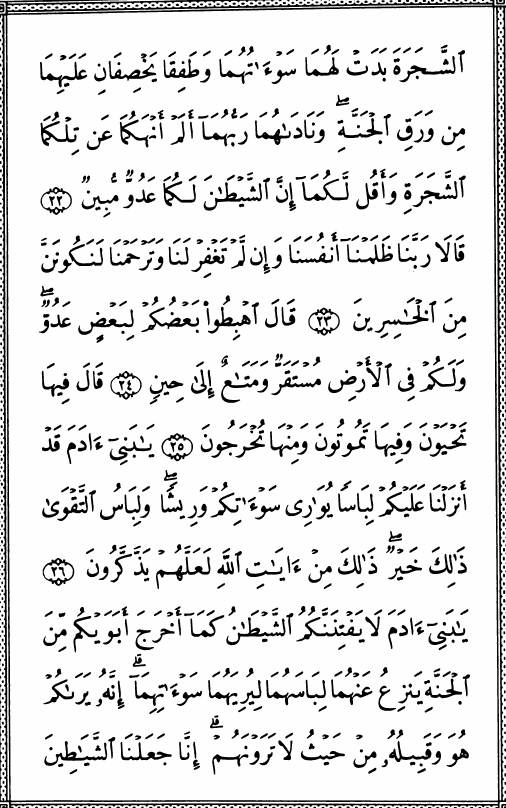 ٱلشَّجَرَةَ بَدَتْ لَهُمَا سَوْءَٰتُهُمَا وَطَفِقَا يَخْصِفَانِ عَلَيْهِمَا
مِن وَرَقِ ٱلْجَنَّةِۖ وَنَادَىٰهُمَا رَبُّهُمَآ أَلَمْ أَنْهَكُمَا عَن تِلْكُمَا
ٱلشَّجَرَةِ وَأَقُل لَّكُمَآ إِنَّ ٱلشَّيْطَٰنَ لَكُمَا عَدُوٌّ مُّبِينٌ ٢٢
قَالَا رَبَّنَا ظَلَمْنَآ أَنفُسَنَا وَإِن لَّمْ تَغْفِرْ لَنَا وَتَرْحَمْنَا لَنَكُونَنَّ
مِنَ ٱلْخَٰسِرِينَ ٢٣ قَالَ ٱهْبِطُوا۟ بَعْضُكُمْ لِبَعْضٍ عَدُوٌّۖ
وَلَكُمْ فِى ٱلْأَرْضِ مُسْتَقَرٌّ وَمَتَٰعٌ إِلَىٰ حِينٍ ٢٤ قَالَ فِيهَا
تَحْيَوْنَ وَفِيهَا تَمُوتُونَ وَمِنْهَا تُخْرَجُونَ ٢٥ يَٰبَنِىٓ ءَادَمَ قَدْ
أَنزَلْنَا عَلَيْكُمْ لِبَاسًا يُوَٰرِى سَوْءَٰتِكُمْ وَرِيشًاۖ وَلِبَاسُ ٱلتَّقْوَىٰ
ذَٰلِكَ خَيْرٌۖ ذَٰلِكَ مِنْ ءَايَٰتِ ٱللَّهِ لَعَلَّهُمْ يَذَّكَّرُونَ ٢٦
يَٰبَنِىٓ ءَادَمَ لَا يَفْتِنَنَّكُمُ ٱلشَّيْطَٰنُ كَمَآ أَخْرَجَ أَبَوَيْكُم مِّنَ
ٱلْجَنَّةِ يَنزِعُ عَنْهُمَا لِبَاسَهُمَا لِيُرِيَهُمَا سَوْءَٰتِهِمَآۗ إِنَّهُۥ يَرَىٰكُمْ
هُوَ وَقَبِيلُهُۥ مِنْ حَيْثُ لَا تَرَوْنَهُمْۗ إِنَّا جَعَلْنَا ٱلشَّيَٰطِينَ